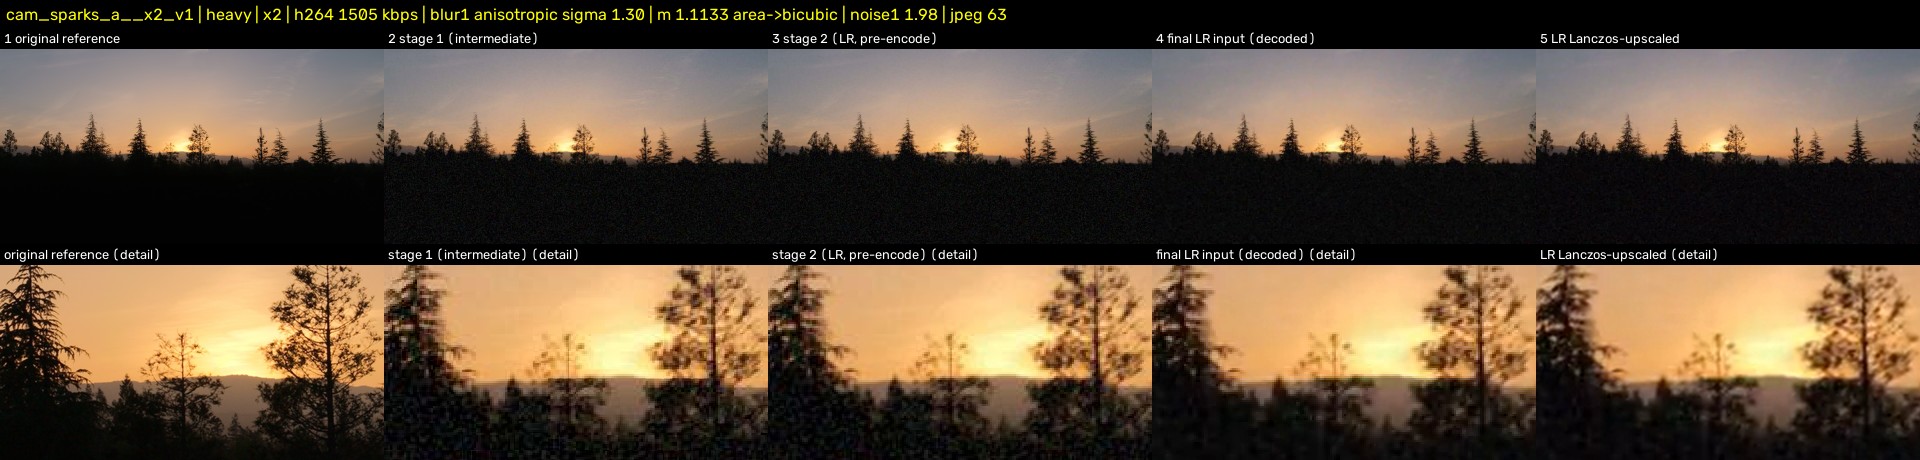 cam_sparks_a__x2_v1 | heavy | x2 | h264 1505 kbps | blur1 anisotropic sigma 1.30 | m 1.1133 area->bicubic | noise1 1.98 | jpeg 63
1 original reference
2 stage 1 (intermediate)
3 stage 2 (LR, pre-encode)
4 final LR input (decoded)
5 LR Lanczos-upscaled
original reference (detail)
stage 1 (intermediate) (detail)
stage 2 (LR, pre-encode) (detail)
final LR input (decoded) (detail)
LR Lanczos-upscaled (detail)